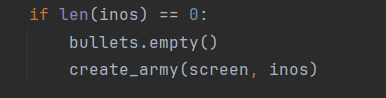 if len(inos) == 0:
    bullets.empty()
    create_army(screen, inos)